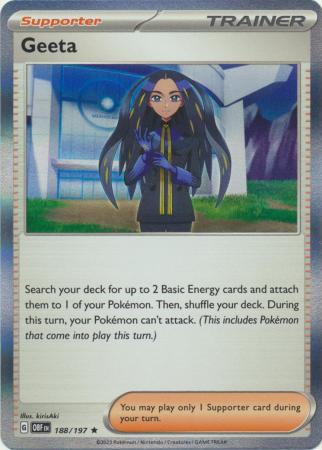 Supporter TRAINER
Geeta
Search your deck for up to 2 Basic Energy cards and attach
them to 1 of your Pokémon. Then, shuffle your deck. During
this turn, your Pokémon can't attack. (This includes Pokémon
that come into play this turn.)
Illus. kirisAki
G OBF EN 188/197 ★
You may play only 1 Supporter card during
your turn.
©2023 Pokémon / Nintendo / Creatures / GAME FREAK